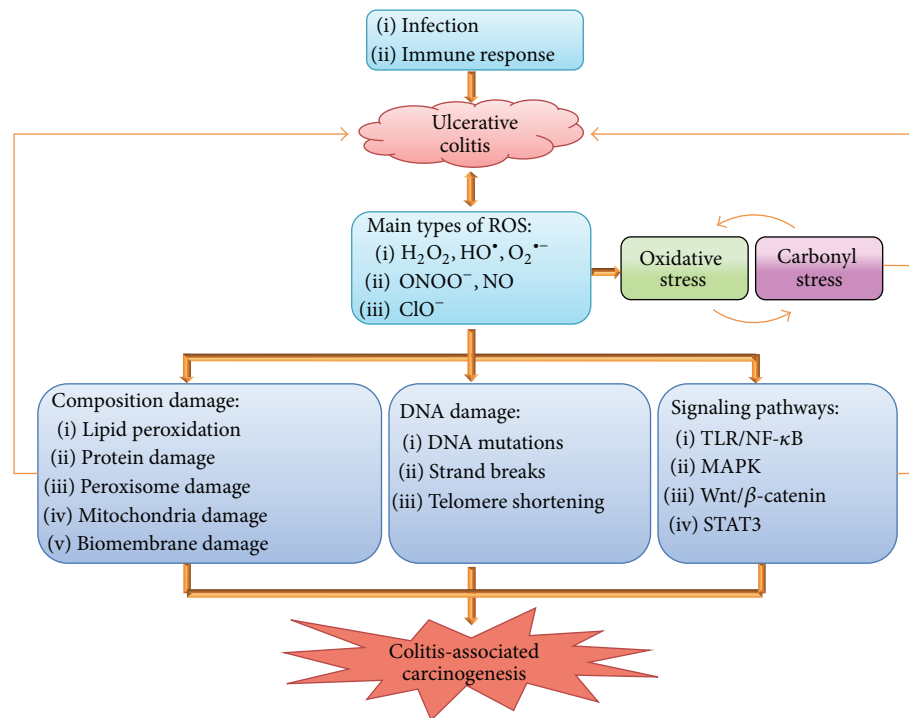 (i) Infection
(ii) Immune response
Ulcerative
colitis
Main types of ROS:
(i) H₂O₂, HO•, O₂•−
(ii) ONOO−, NO
(iii) ClO−
Oxidative
stress
Carbonyl
stress
Composition damage:
(i) Lipid peroxidation
(ii) Protein damage
(iii) Peroxisome damage
(iv) Mitochondria damage
(v) Biomembrane damage
DNA damage:
(i) DNA mutations
(ii) Strand breaks
(iii) Telomere shortening
Signaling pathways:
(i) TLR/NF-κB
(ii) MAPK
(iii) Wnt/β-catenin
(iv) STAT3
Colitis-associated
carcinogenesis